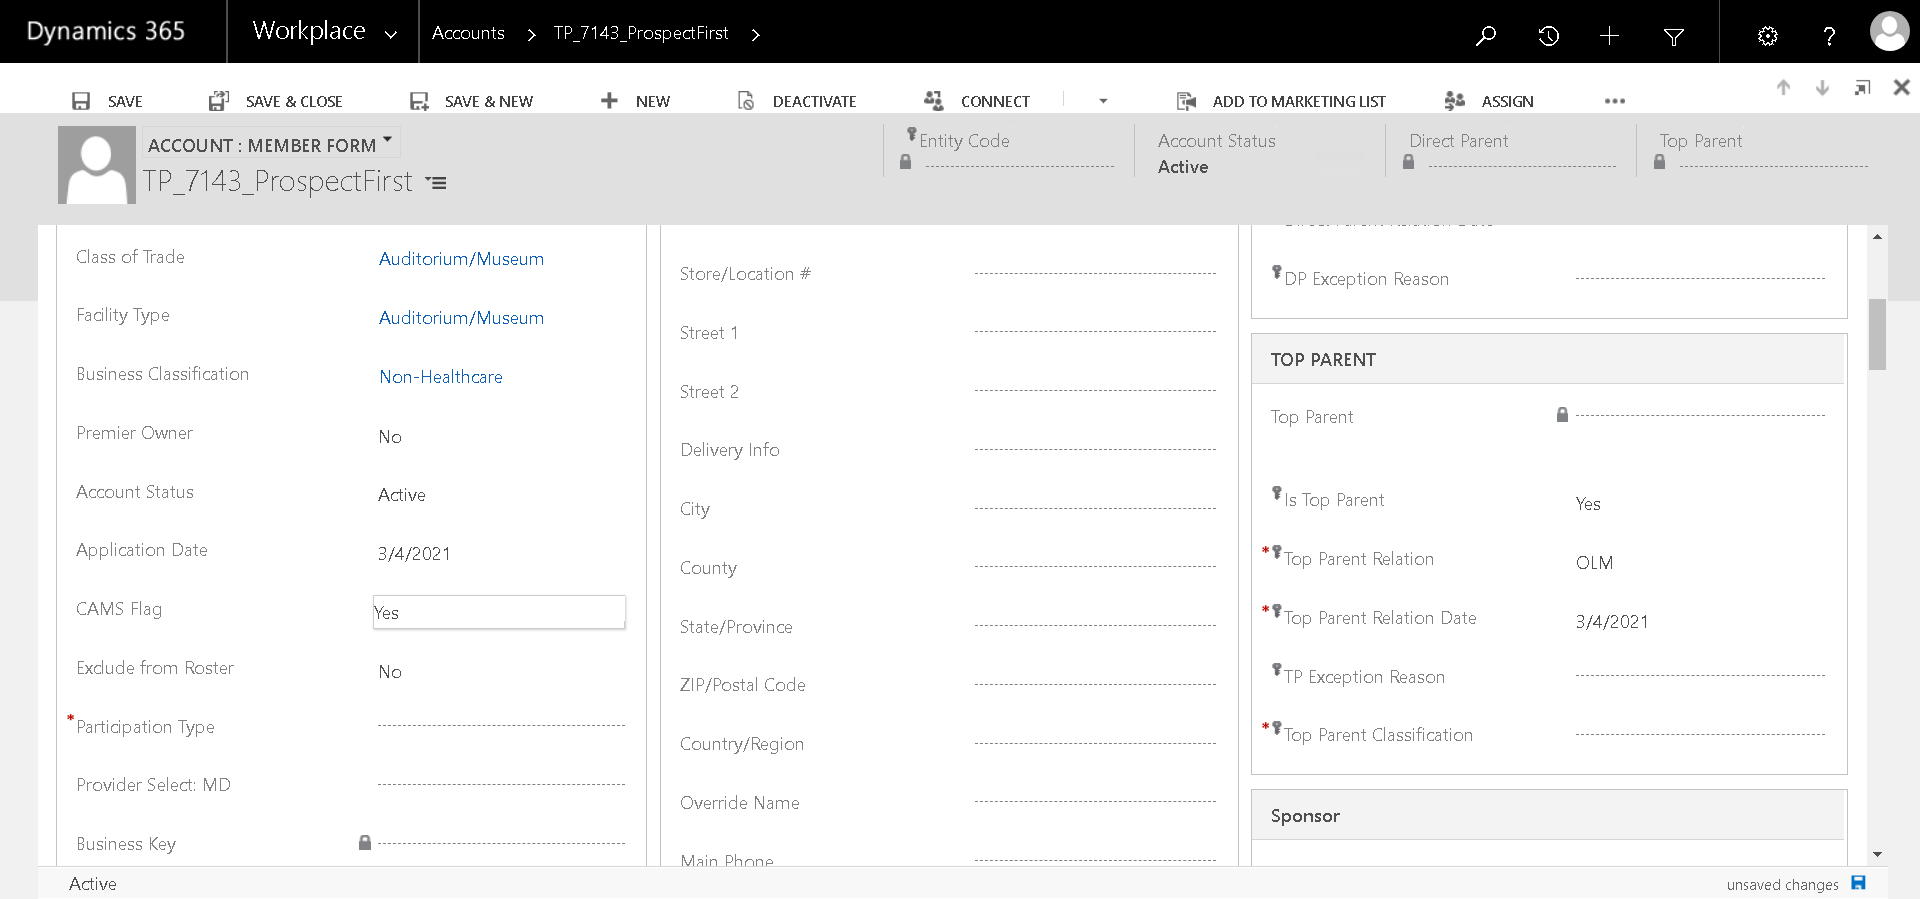 Dynamics 365
Workplace
Accounts
TP_7143_ProspectFirst
?
SAVE
SAVE & CLOSE
SAVE & NEW
NEW
DEACTIVATE
CONNECT
ADD TO MARKETING LIST
ASSIGN
ACCOUNT : MEMBER FORM
TP_7143_ProspectFirst
Entity Code
Account Status
Active
Direct Parent
Top Parent
Class of Trade
Auditorium/Museum
Facility Type
Auditorium/Museum
Business Classification
Non-Healthcare
Premier Owner
No
Account Status
Active
Application Date
3/4/2021
CAMS Flag
Yes
Exclude from Roster
No
*Participation Type
Provider Select: MD
Business Key
Store/Location #
Street 1
Street 2
Delivery Info
City
County
State/Province
ZIP/Postal Code
Country/Region
Override Name
Main Phone
DP Exception Reason
TOP PARENT
Top Parent
Is Top Parent
Yes
*Top Parent Relation
OLM
*Top Parent Relation Date
3/4/2021
TP Exception Reason
*Top Parent Classification
Sponsor
Active
unsaved changes